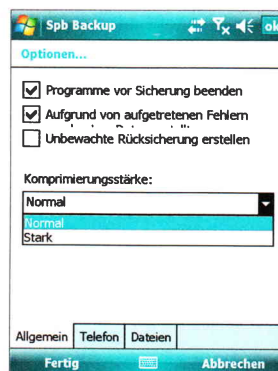 Spb Backup
ok
Optionen...
Programme vor Sicherung beenden
Aufgrund von aufgetretenen Fehlern
Unbewachte Rücksicherung erstellen
Komprimierungsstärke:
Normal
Normal
Stark
Allgemein Telefon Dateien
Fertig Abbrechen